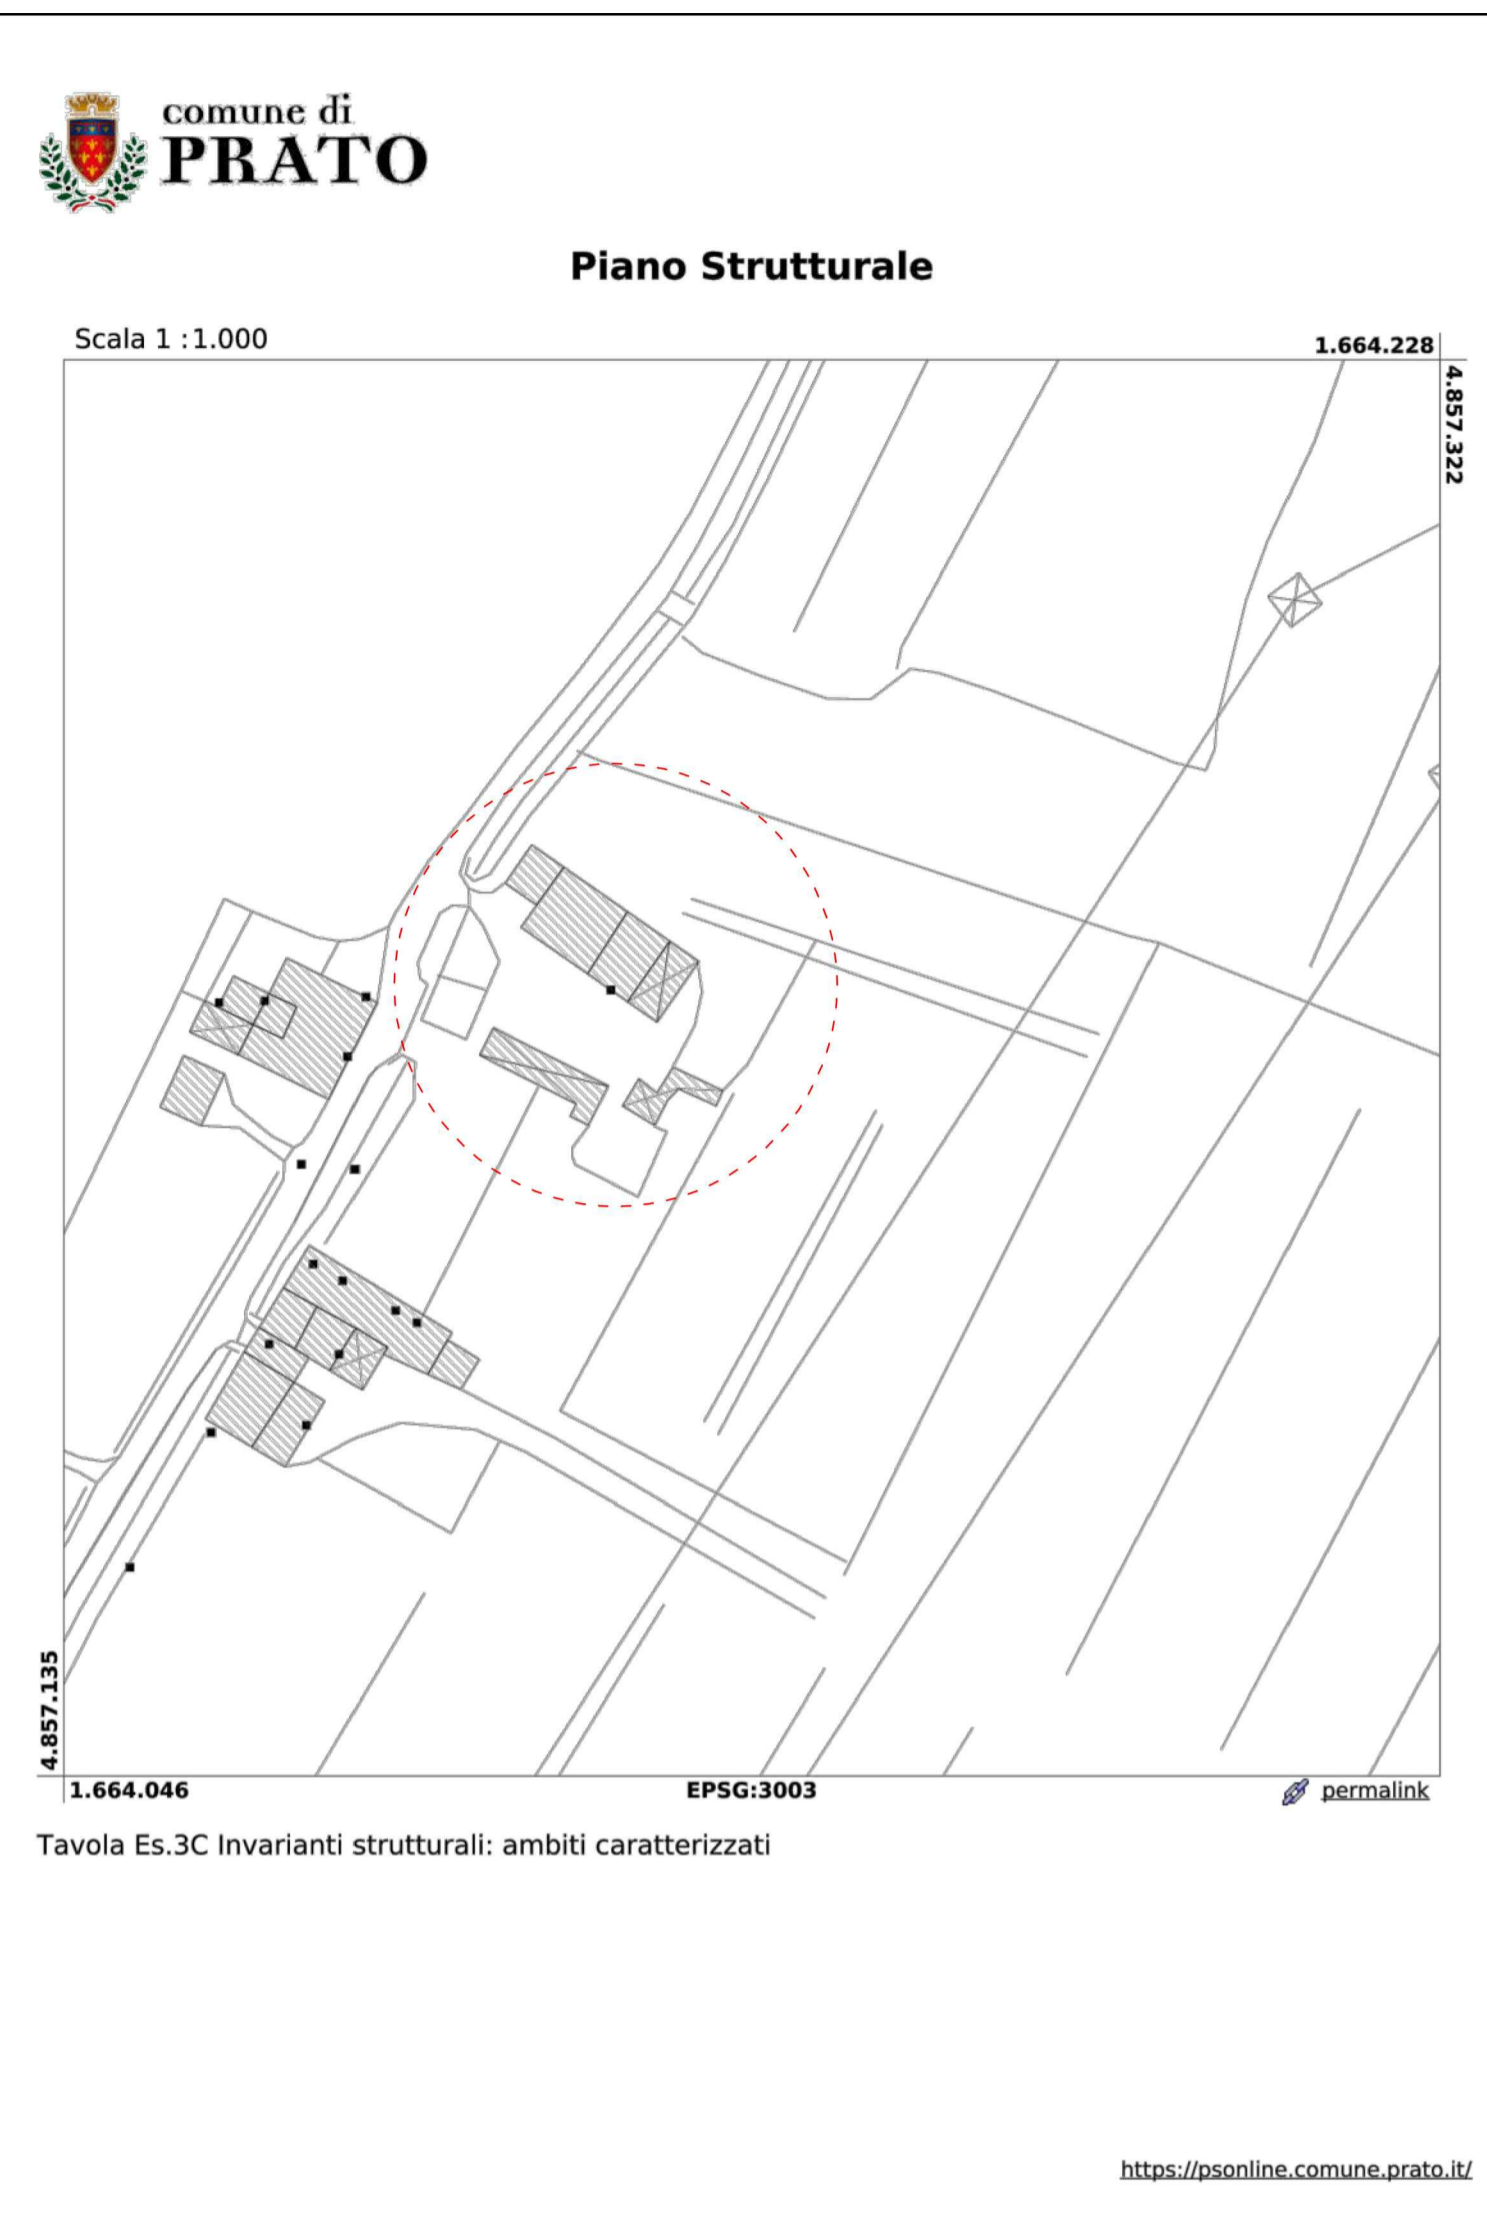 comune di
PRATO
Piano Strutturale
Scala 1 : 1.000
1.664.228
4.857.322
4.857.135
1.664.046
EPSG:3003
permalink
Tavola Es.3C Invarianti strutturali: ambiti caratterizzati
https://psonline.comune.prato.it/